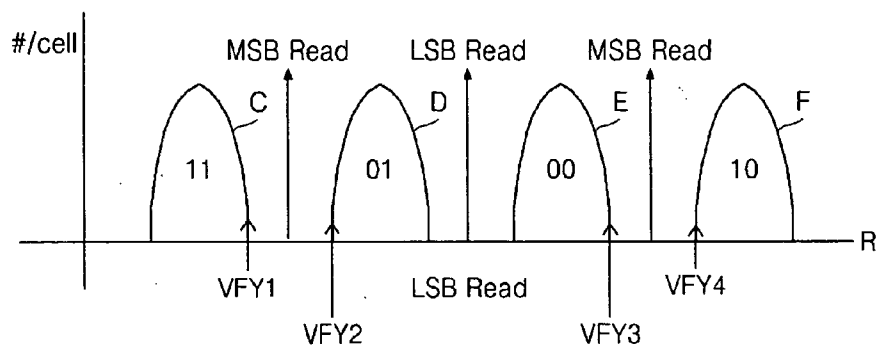 #/cell
MSB Read LSB Read MSB Read
C D E F
11 01 00 10
R
VFY1 LSB Read VFY4
VFY2 VFY3